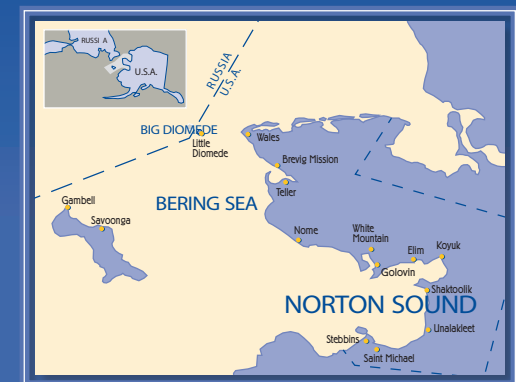 RUSSI A
U.S.A.
RUSSIA
U.S.A.
BIG DIOMEDE
Little
Diomede
Wales
Brevig Mission
Teller
Gambell
Savoonga
BERING SEA
Nome
White
Mountain
Elim
Koyuk
Golovin
Shaktoolik
NORTON SOUND
Unalakleet
Stebbins
Saint Michael